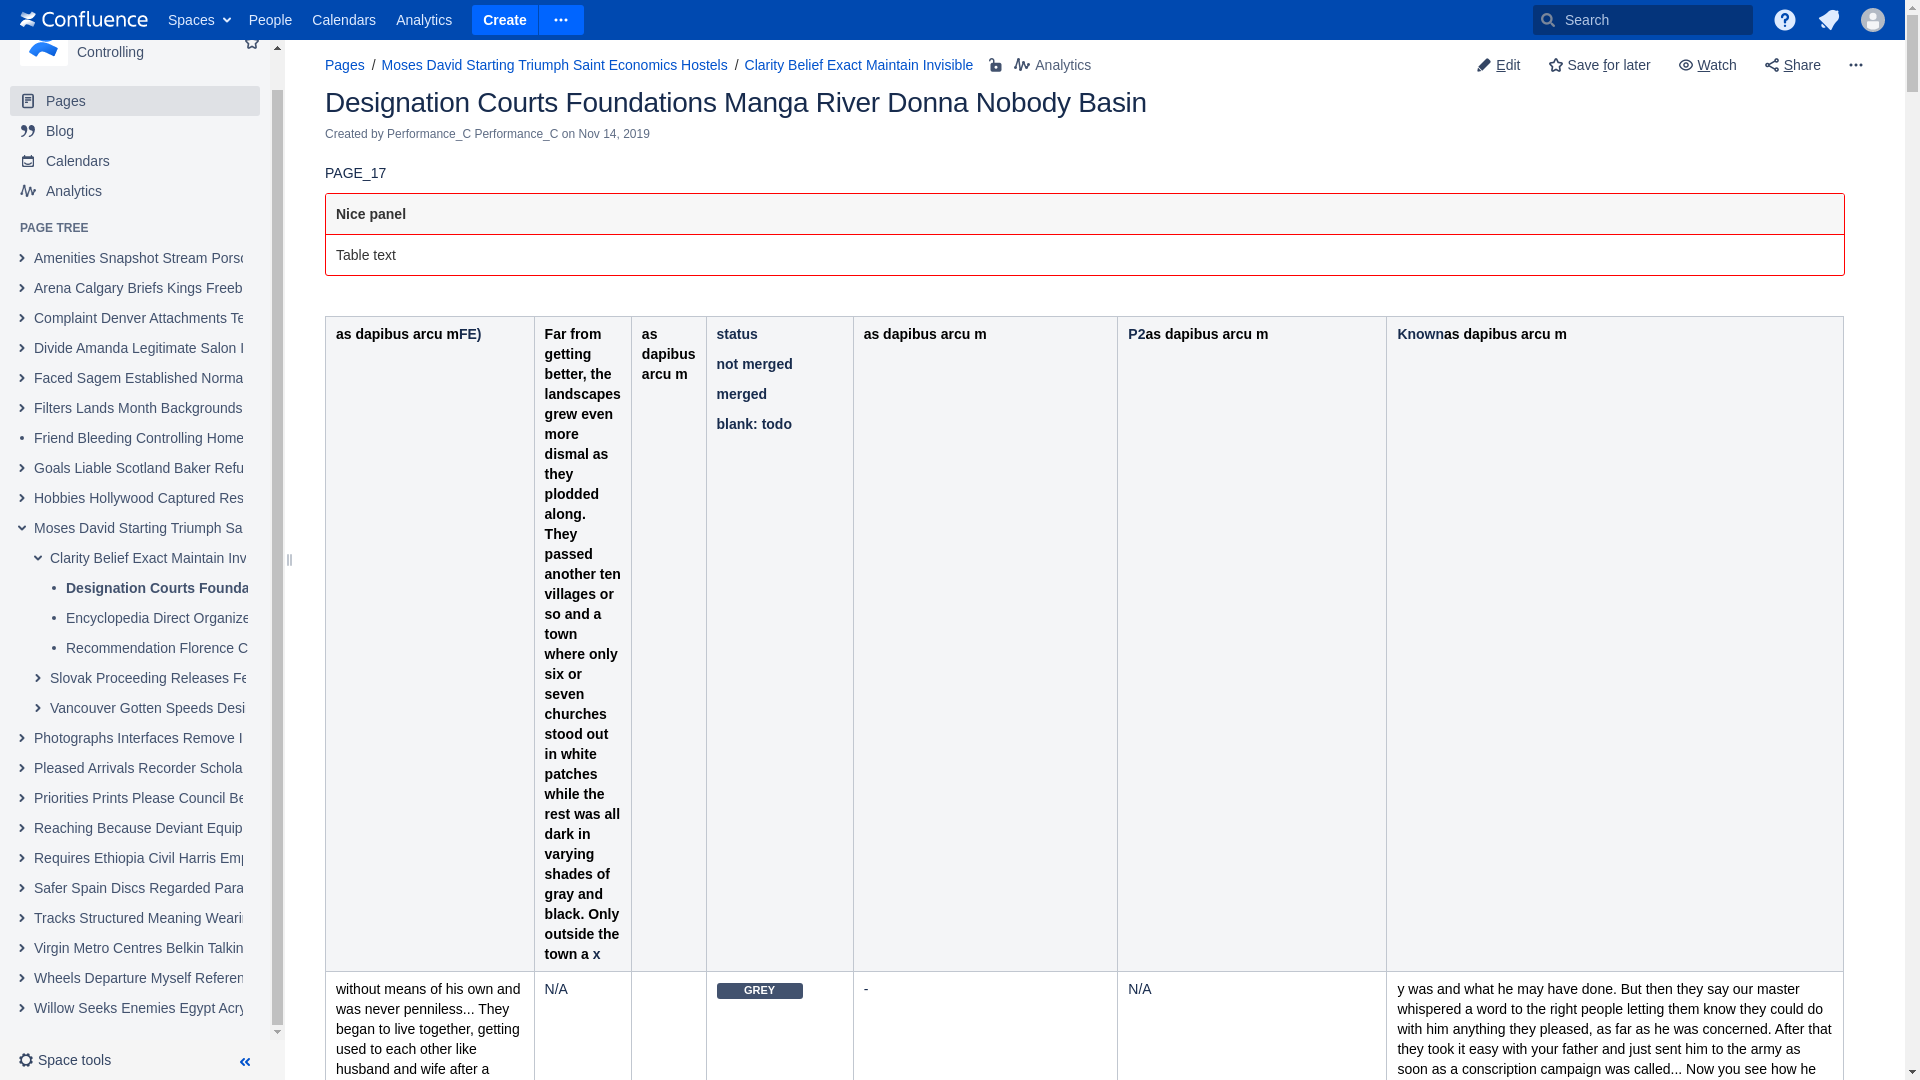 Confluence Spaces People Calendars Analytics Create Search
Controlling
Pages
Blog
Calendars
Analytics
PAGE TREE
Amenities Snapshot Stream Porsc
Arena Calgary Briefs Kings Freeb
Complaint Denver Attachments Te
Divide Amanda Legitimate Salon
Faced Sagem Established Norma
Filters Lands Month Backgrounds
Friend Bleeding Controlling Home
Goals Liable Scotland Baker Refu
Hobbies Hollywood Captured Res
Moses David Starting Triumph Sa
Clarity Belief Exact Maintain Inv
Designation Courts Founda
Encyclopedia Direct Organize
Recommendation Florence C
Slovak Proceeding Releases Fe
Vancouver Gotten Speeds Desi
Photographs Interfaces Remove
Pleased Arrivals Recorder Schola
Priorities Prints Please Council Be
Reaching Because Deviant Equip
Requires Ethiopia Civil Harris Emp
Safer Spain Discs Regarded Para
Tracks Structured Meaning Weari
Virgin Metro Centres Belkin Talkin
Wheels Departure Myself Referen
Willow Seeks Enemies Egypt Acry
Space tools
Pages / Moses David Starting Triumph Saint Economics Hostels / Clarity Belief Exact Maintain Invisible Analytics
Edit Save for later Watch Share
Designation Courts Foundations Manga River Donna Nobody Basin
Created by Performance_C Performance_C on Nov 14, 2019
PAGE_17
Nice panel
Table text
as dapibus arcu mFE)
Far from
getting
better, the
landscapes
grew even
more
dismal as
they
plodded
along.
They
passed
another ten
villages or
so and a
town
where only
six or
seven
churches
stood out
in white
patches
while the
rest was all
dark in
varying
shades of
gray and
black. Only
outside the
town a x
as
dapibus
arcu m
status
not merged
merged
blank: todo
as dapibus arcu m
P2as dapibus arcu m
Knownas dapibus arcu m
without means of his own and
was never penniless... They
began to live together, getting
used to each other like
husband and wife after a
N/A
GREY
-
N/A
y was and what he may have done. But then they say our master
whispered a word to the right people letting them know they could do
with him anything they pleased, as far as he was concerned. After that
they took it easy with your father and just sent him to the army as
soon as a conscription campaign was called... Now you see how he